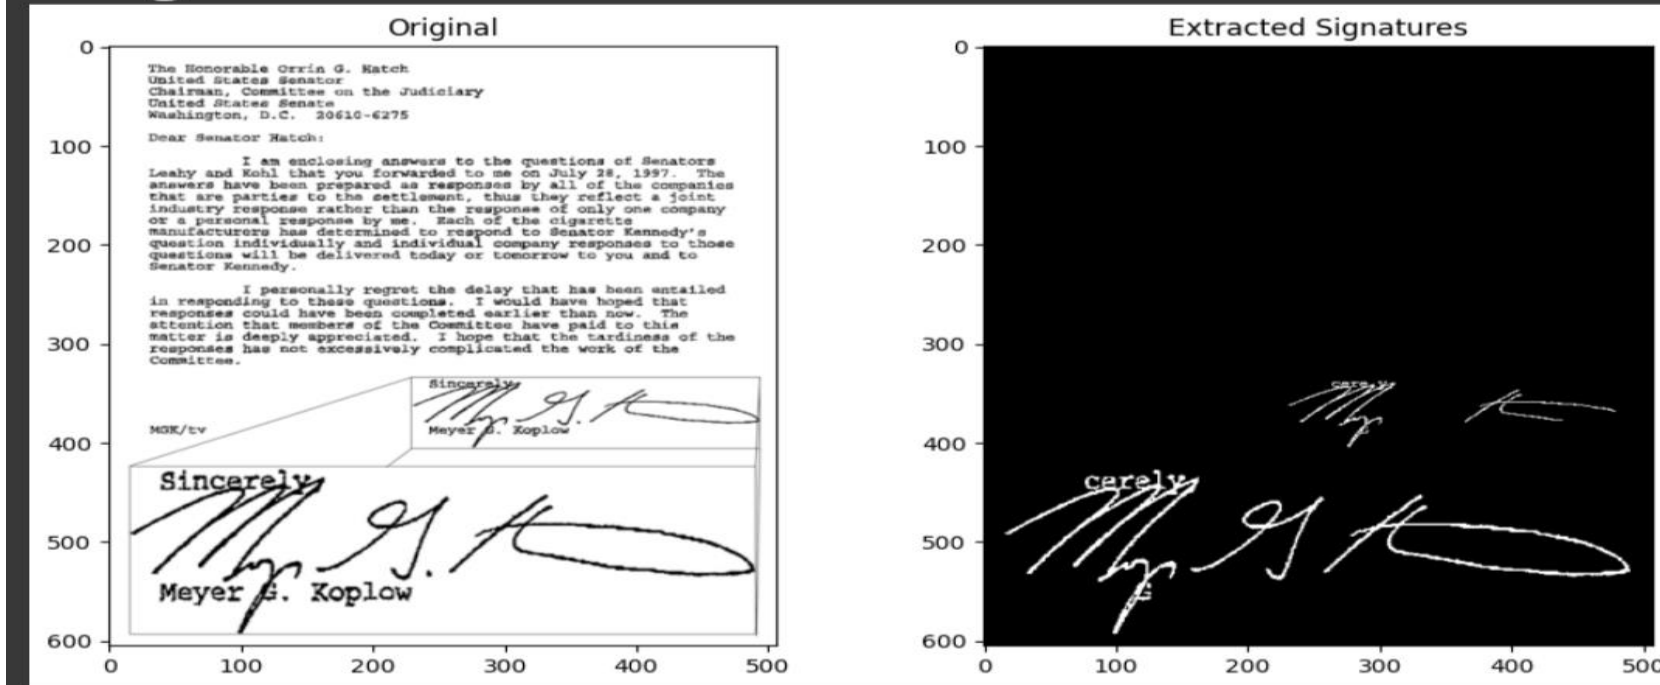 Original
0
100
200
300
400
500
600
0 100 200 300 400 500
The Honorable Orrin G. Hatch
United States Senator
Chairman, Committee on the Judiciary
United States Senate
Washington, D.C. 20610-6275
Dear Senator Hatch:
I am enclosing answers to the questions of Senators
Leahy and Kohl that you forwarded to me on July 28, 1997. The
answers have been prepared as responses by all of the companies
that are parties to the settlement, thus they reflect a joint
industry response rather than the response of only one company
or a personal response by me. Each of the cigarette
manufacturers has determined to respond to Senator Kennedy's
question individually and individual company responses to those
questions will be delivered today or tomorrow to you and to
Senator Kennedy.
I personally regret the delay that has been entailed
in responding to these questions. I would have hoped that
responses could have been completed earlier than now. The
attention that members of the Committee have paid to this
matter is deeply appreciated. I hope that the tardiness of the
responses has not excessively complicated the work of the
Committee.
Sincerely,
Meyer G. Koplow
MGK/tv
Sincerely,
Meyer G. Koplow
Extracted Signatures
0
100
200
300
400
500
600
0 100 200 300 400 500
cerely,
cerely,
G.